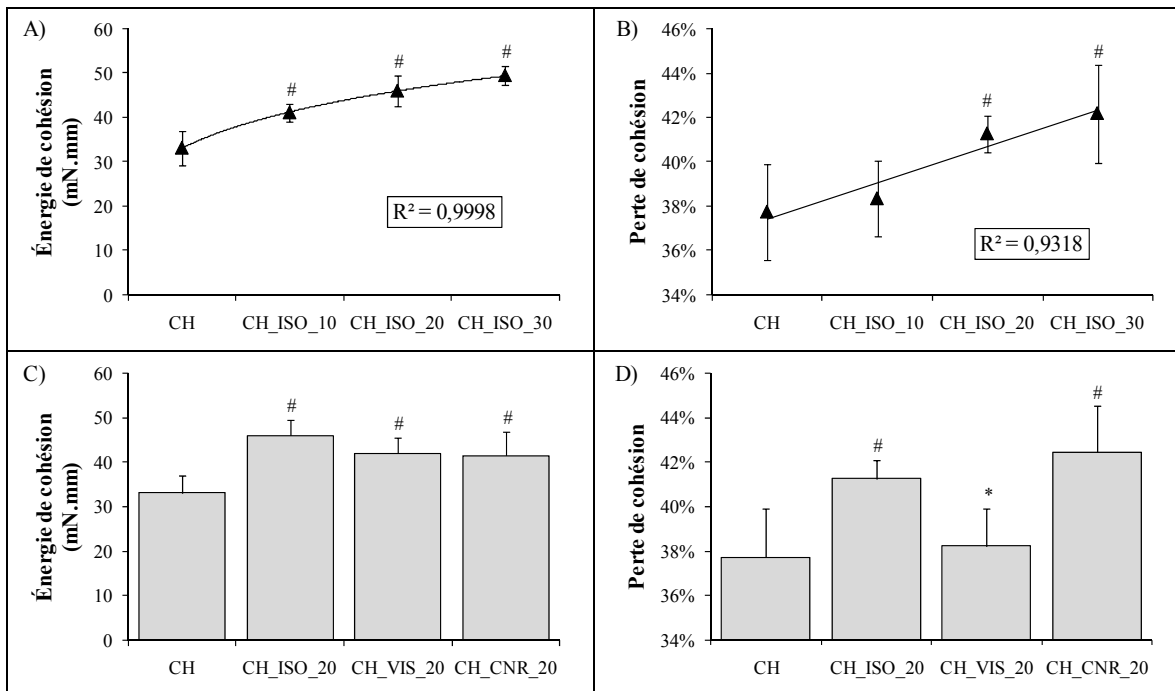 A)
Énergie de cohésion
(mN.mm)
60
50
40
30
20
10
0
#
#
#
R² = 0,9998
CH
CH_ISO_10
CH_ISO_20
CH_ISO_30
B)
Perte de cohésion
46%
44%
42%
40%
38%
36%
34%
#
#
R² = 0,9318
CH
CH_ISO_10
CH_ISO_20
CH_ISO_30
C)
Énergie de cohésion
(mN.mm)
60
50
40
30
20
10
0
#
#
#
CH
CH_ISO_20
CH_VIS_20
CH_CNR_20
D)
Perte de cohésion
46%
44%
42%
40%
38%
36%
34%
#
*
#
CH
CH_ISO_20
CH_VIS_20
CH_CNR_20